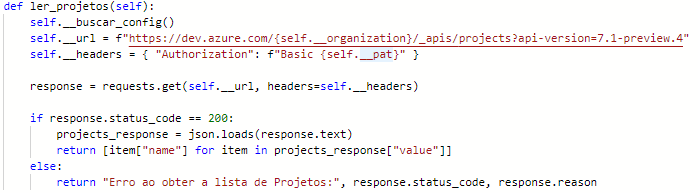 def ler_projetos(self):
    self.__buscar_config()
    self.__url = f"https://dev.azure.com/{self.__organization}/_apis/projects?api-version=7.1-preview.4"
    self.__headers = { "Authorization": f"Basic {self.__pat}" }
    response = requests.get(self.__url, headers=self.__headers)
    if response.status_code == 200:
        projects_response = json.loads(response.text)
        return [item["name"] for item in projects_response["value"]]
    else:
        return "Erro ao obter a lista de Projetos:", response.status_code, response.reason